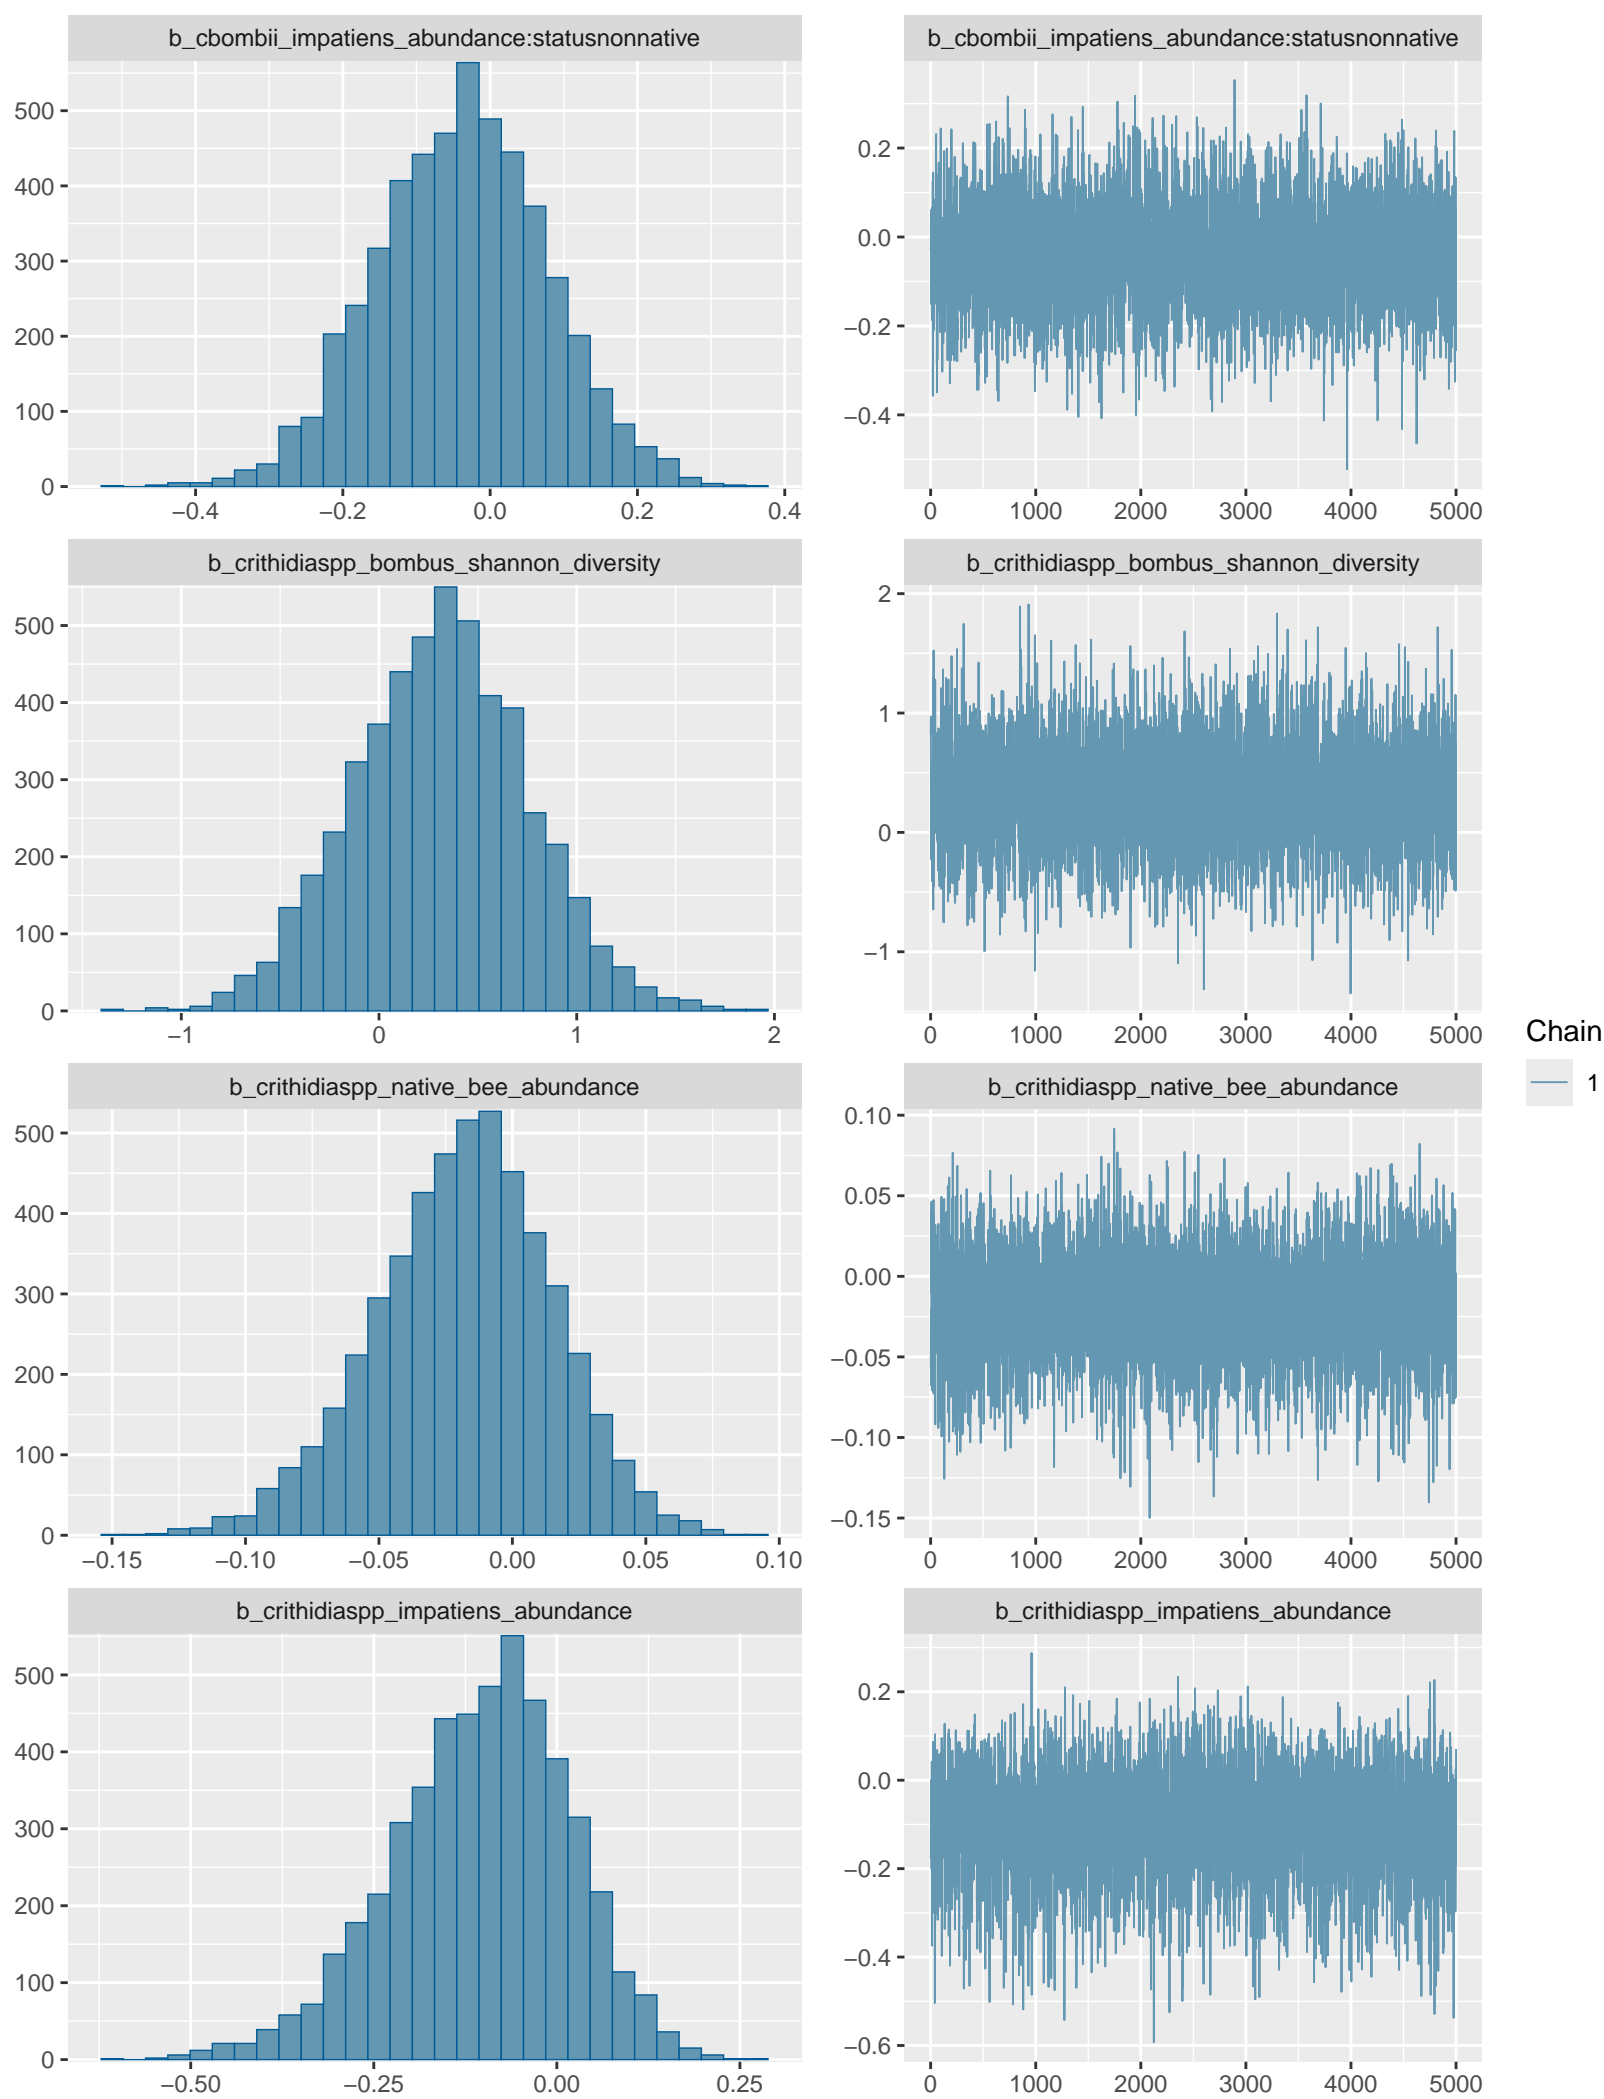 b_cbombii_impatiens_abundance:statusnonnative
b_cbombii_impatiens_abundance:statusnonnative
500
400
300
200
100
0
−0.4 −0.2 0.0 0.2 0.4
0.2
0.0
−0.2
−0.4
0 1000 2000 3000 4000 5000
b_crithidiaspp_bombus_shannon_diversity
b_crithidiaspp_bombus_shannon_diversity
500
400
300
200
100
0
−1 0 1 2
2
1
0
−1
0 1000 2000 3000 4000 5000
b_crithidiaspp_native_bee_abundance
b_crithidiaspp_native_bee_abundance
500
400
300
200
100
0
−0.15 −0.10 −0.05 0.00 0.05 0.10
0.10
0.05
0.00
−0.05
−0.10
−0.15
0 1000 2000 3000 4000 5000
b_crithidiaspp_impatiens_abundance
b_crithidiaspp_impatiens_abundance
500
400
300
200
100
0
−0.50 −0.25 0.00 0.25
0.2
0.0
−0.2
−0.4
−0.6
0 1000 2000 3000 4000 5000
Chain
1